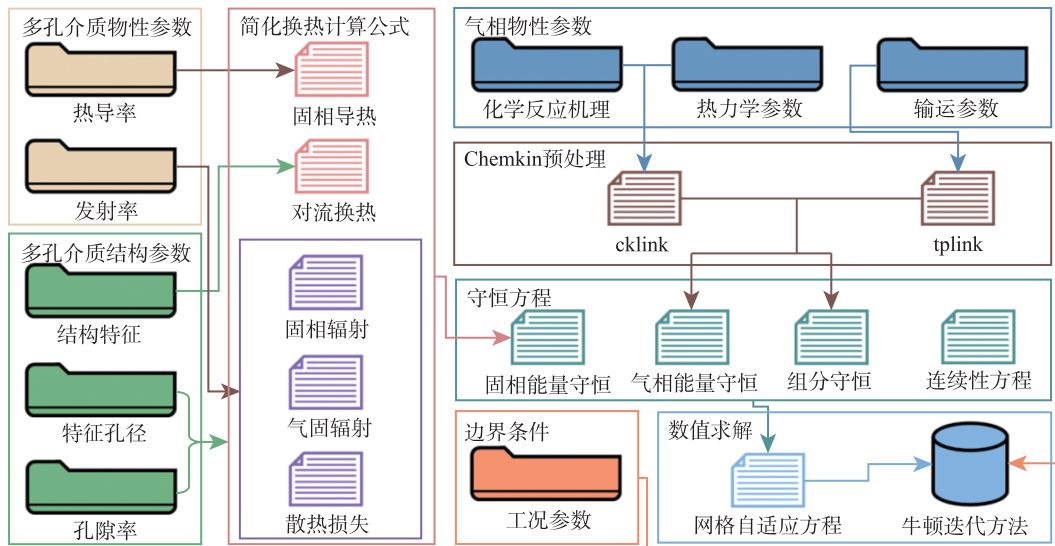 多孔介质物性参数
热导率
发射率
多孔介质结构参数
结构特征
特征孔径
孔隙率
简化换热计算公式
固相导热
对流换热
固相辐射
气固辐射
散热损失
气相物性参数
化学反应机理
热力学参数
输运参数
Chemkin预处理
cklink
tplink
守恒方程
固相能量守恒
气相能量守恒
组分守恒
连续性方程
边界条件
工况参数
数值求解
网格自适应方程
牛顿迭代方法